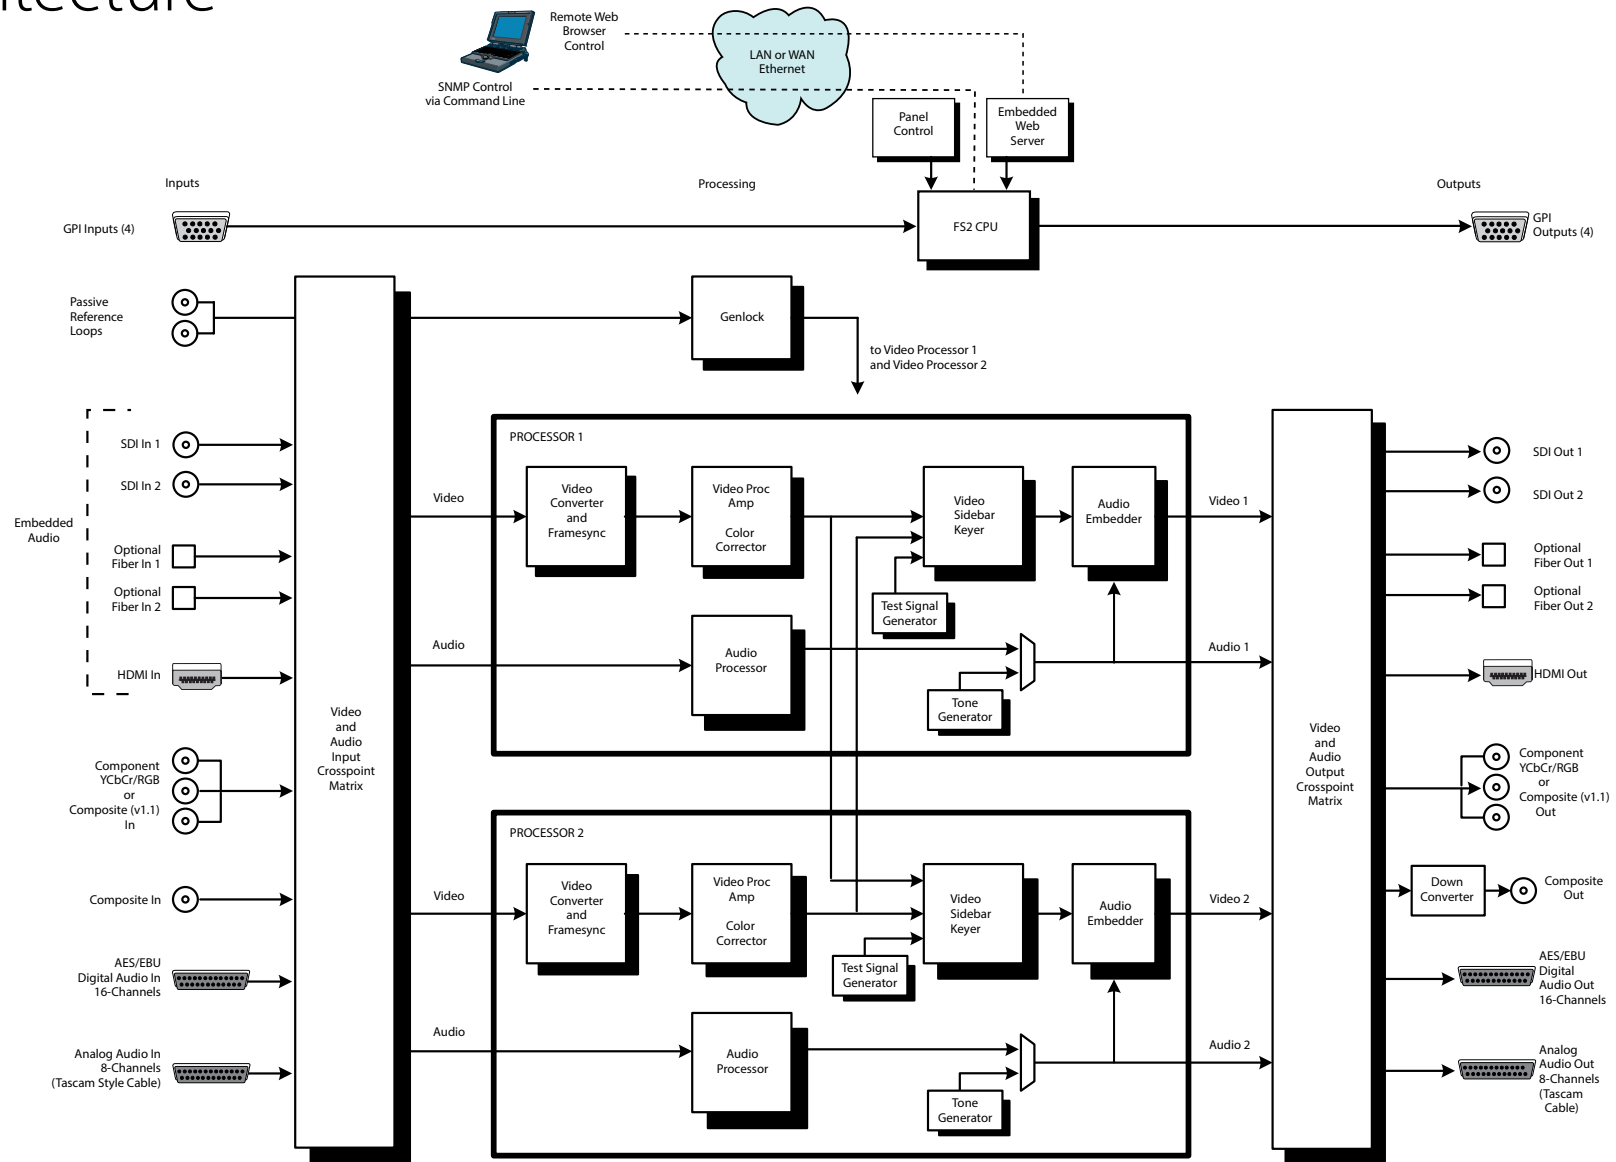 itecture
Remote Web
Browser
Control
LAN or WAN
Ethernet
SNMP Control
via Command Line
Panel
Control
Embedded
Web
Server
Inputs
Processing
Outputs
GPI Inputs (4)
FS2 CPU
GPI
Outputs (4)
Passive
Reference
Loops
Genlock
to Video Processor 1
and Video Processor 2
Embedded
Audio
SDI In 1
SDI In 2
Optional
Fiber In 1
Optional
Fiber In 2
HDMI In
Component
YCbCr/RGB
or
Composite (v1.1)
In
Composite In
AES/EBU
Digital Audio In
16-Channels
Analog Audio In
8-Channels
(Tascam Style Cable)
Video
and
Audio
Input
Crosspoint
Matrix
PROCESSOR 1
Video
Video
Converter
and
Framesync
Video Proc
Amp
Color
Corrector
Video
Sidebar
Keyer
Audio
Embedder
Video 1
Test Signal
Generator
Audio
Audio
Processor
Tone
Generator
Audio 1
PROCESSOR 2
Video
Video
Converter
and
Framesync
Video Proc
Amp
Color
Corrector
Video
Sidebar
Keyer
Audio
Embedder
Video 2
Test Signal
Generator
Audio
Audio
Processor
Tone
Generator
Audio 2
Video
and
Audio
Output
Crosspoint
Matrix
SDI Out 1
SDI Out 2
Optional
Fiber Out 1
Optional
Fiber Out 2
HDMI Out
Component
YCbCr/RGB
or
Composite (v1.1)
Out
Down
Converter
Composite
Out
AES/EBU
Digital
Audio Out
16-Channels
Analog
Audio Out
8-Channels
(Tascam
Cable)